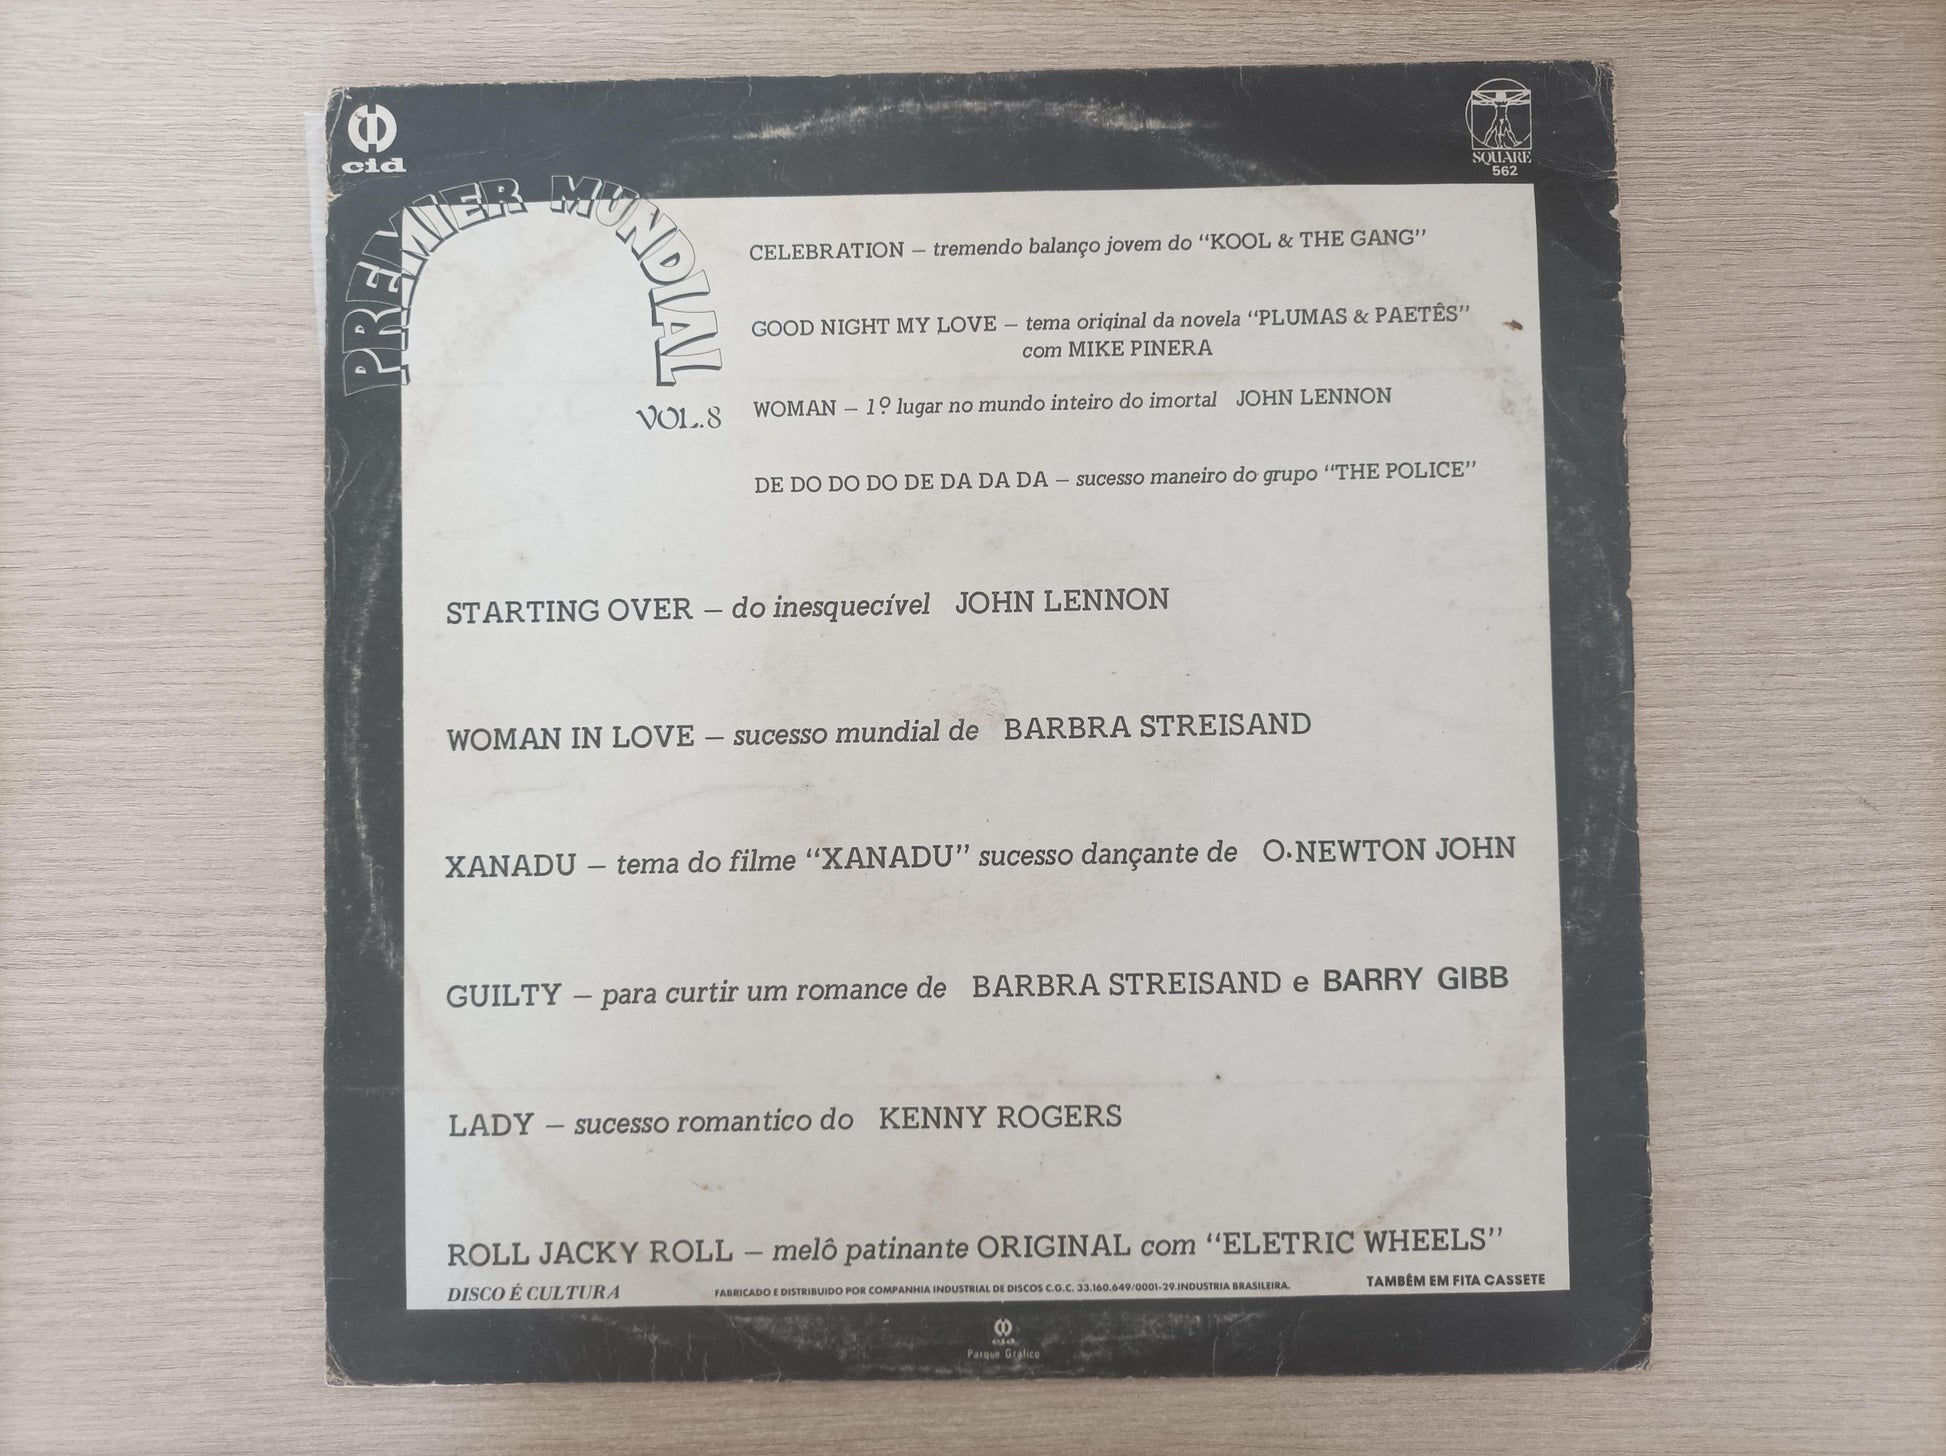 cid
SQUARE
562
PREMIER MUNDIAL
VOL.8
CELEBRATION — tremendo balanço jovem do "KOOL & THE GANG"
GOOD NIGHT MY LOVE — tema original da novela "PLUMAS & PAETÊS"
com MIKE PINERA
WOMAN — 1º lugar no mundo inteiro do imortal JOHN LENNON
DE DO DO DO DE DA DA DA — sucesso maneiro do grupo "THE POLICE"
STARTING OVER — do inesquecível JOHN LENNON
WOMAN IN LOVE — sucesso mundial de BARBRA STREISAND
XANADU — tema do filme "XANADU" sucesso dançante de O.NEWTON JOHN
GUILTY — para curtir um romance de BARBRA STREISAND e BARRY GIBB
LADY — sucesso romantico do KENNY ROGERS
ROLL JACKY ROLL — melô patinante ORIGINAL com "ELETRIC WHEELS"
DISCO É CULTURA
FABRICADO E DISTRIBUIDO POR COMPANHIA INDUSTRIAL DE DISCOS C.G.C. 33.160.649/0001-29.INDUSTRIA BRASILEIRA.
TAMBÉM EM FITA CASSETE
cid
Parque Gráfico